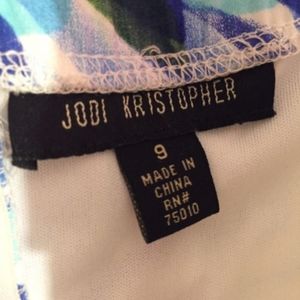 JODI KRISTOPHER
9
MADE IN
CHINA
RN#
75010